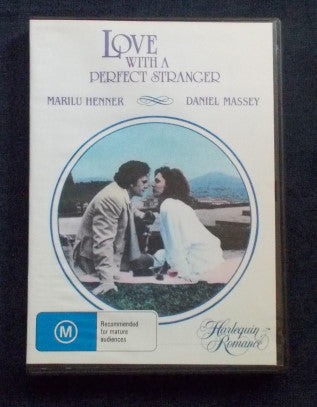 LOVE
WITH A
PERFECT STRANGER
MARILU HENNER DANIEL MASSEY
M
Recommended
for mature
audiences
Harlequin
Romance